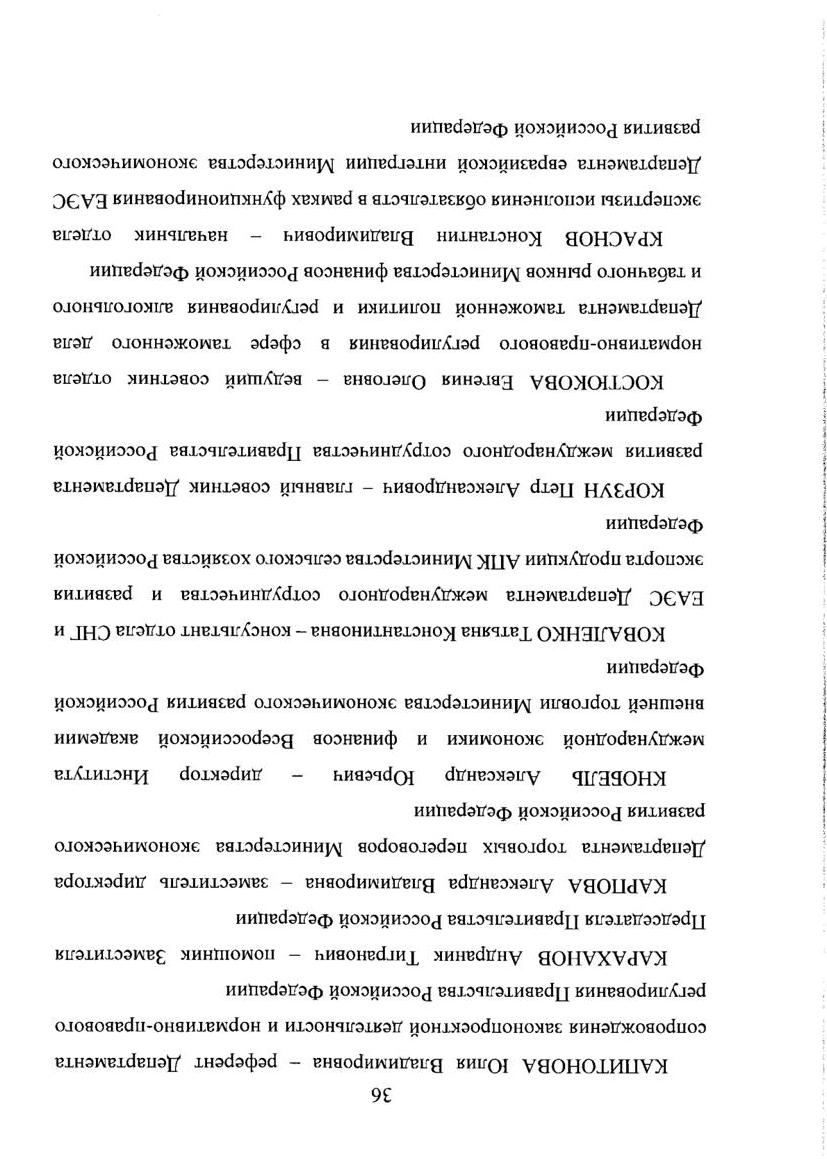 36
КАПИТОНОВА Юлия Владимировна – референт Департамента
сопровождения законопроектной деятельности и нормативно-правового
регулирования Правительства Российской Федерации
КАРАХАНОВ Андраник Тигранович – помощник Заместителя
Председателя Правительства Российской Федерации
КАРПОВА Александра Владимировна – заместитель директора
Департамента торговых переговоров Министерства экономического
развития Российской Федерации
КНОБЕЛЬ Александр Юрьевич – директор Института
международной экономики и финансов Всероссийской академии
внешней торговли Министерства экономического развития Российской
Федерации
КОВАЛЕНКО Татьяна Константиновна – консультант отдела СНГ и
ЕАЭС Департамента международного сотрудничества и развития
экспорта продукции АПК Министерства сельского хозяйства Российской
Федерации
КОРЗУН Петр Александрович – главный советник Департамента
развития международного сотрудничества Правительства Российской
Федерации
КОСТЮКОВА Евгения Олеговна – ведущий советник отдела
нормативно-правового регулирования в сфере таможенного дела
Департамента таможенной политики и регулирования алкогольного
и табачного рынков Министерства финансов Российской Федерации
КРАСНОВ Константин Владимирович – начальник отдела
экспертизы исполнения обязательств в рамках функционирования ЕАЭС
Департамента евразийской интеграции Министерства экономического
развития Российской Федерации